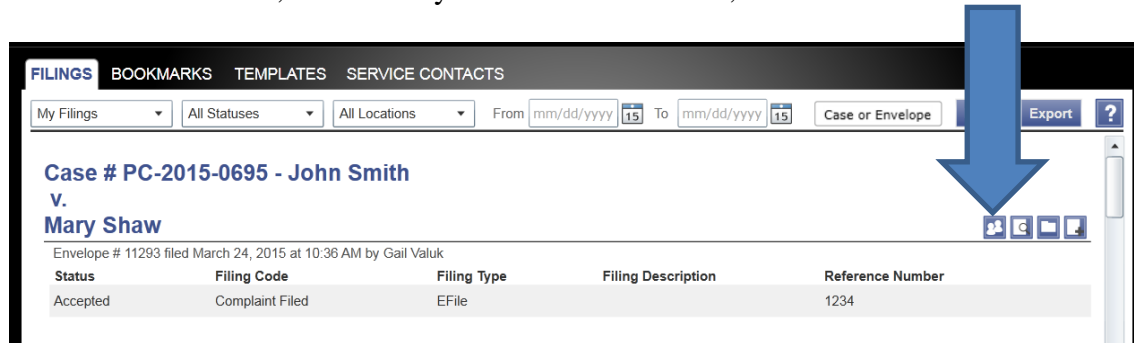 FILINGS BOOKMARKS TEMPLATES SERVICE CONTACTS
My Filings All Statuses All Locations From mm/dd/yyyy 15 To mm/dd/yyyy 15 Case or Envelope Export ?
Case # PC-2015-0695 - John Smith
v.
Mary Shaw
Envelope # 11293 filed March 24, 2015 at 10:36 AM by Gail Valuk
Status Filing Code Filing Type Filing Description Reference Number
Accepted Complaint Filed EFile 1234